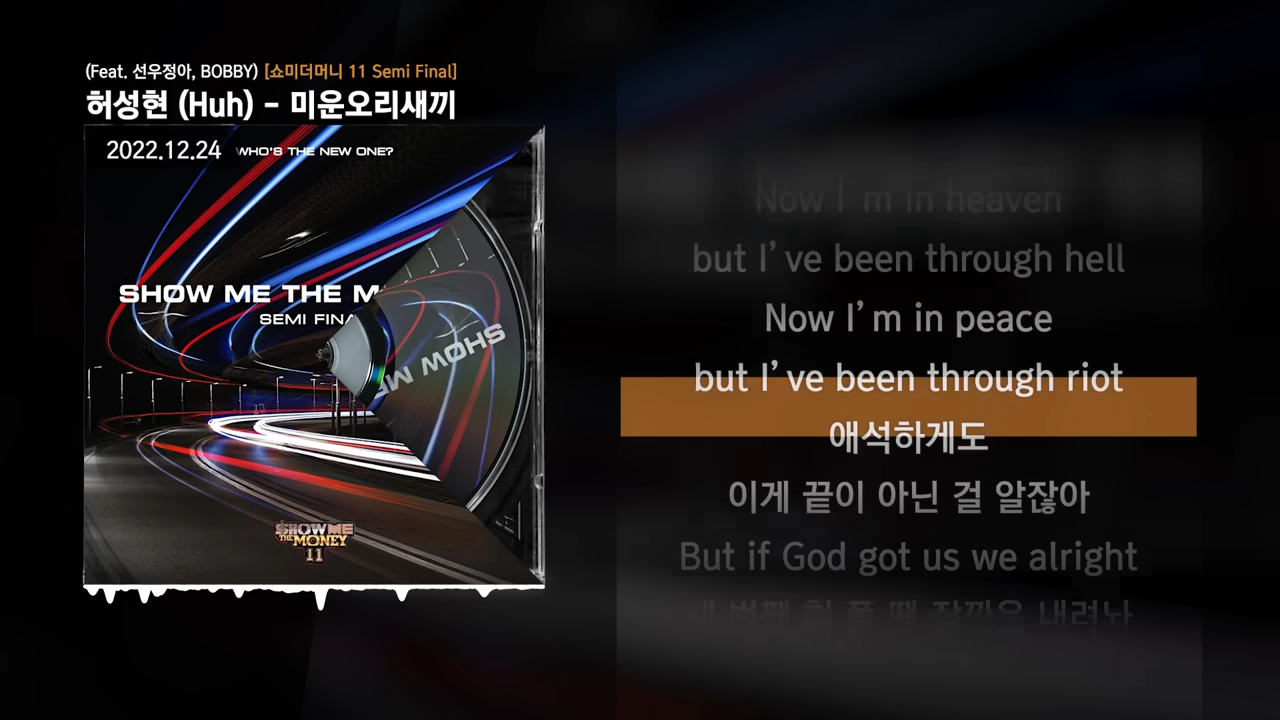 (Feat. 선우정아, BOBBY) [쇼미더머니 11 Semi Final]
허성현 (Huh) - 미운오리새끼
2022.12.24 WHO'S THE NEW ONE?
SHOW ME THE M
SEMI FINA
SHOW ME
SHOW ME
THE MONEY
11
Now I'm in heaven
but I've been through hell
Now I'm in peace
but I've been through riot
애석하게도
이게 끝이 아닌 걸 알잖아
But if God got us we alright